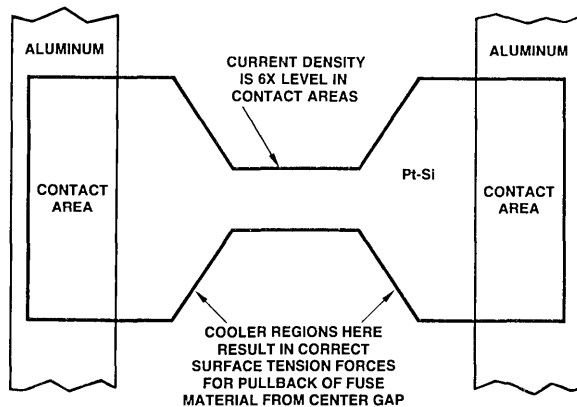 ALUMINUM
ALUMINUM
CURRENT DENSITY
IS 6X LEVEL IN
CONTACT AREAS
Pt-Si
CONTACT
AREA
CONTACT
AREA
COOLER REGIONS HERE
RESULT IN CORRECT
SURFACE TENSION FORCES
FOR PULLBACK OF FUSE
MATERIAL FROM CENTER GAP